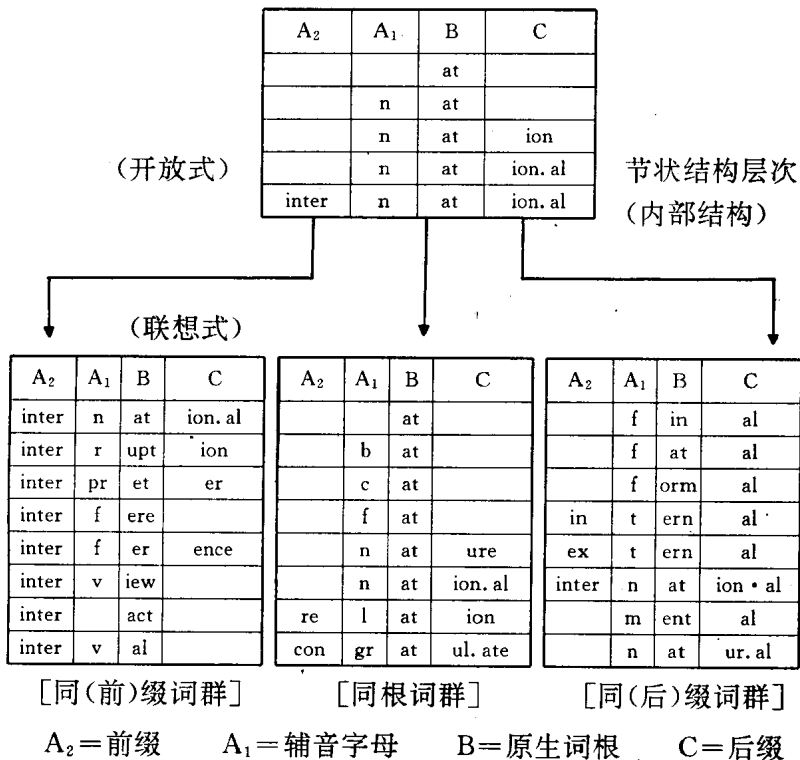 A₂ A₁ B C
at
n at
n at ion
(开放式) n at ion. al 节状结构层次
inter n at ion. al (内部结构)
(联想式)
A₂ A₁ B C
inter n at ion. al
inter r upt ion
inter pr et er
inter f ere
inter f er ence
inter v iew
inter act
inter v al
A₂ A₁ B C
at
b at
c at
f at
n at ure
n at ion. al
re l at ion
con gr at ul. ate
A₂ A₁ B C
f in al
f at al
f orm al
in t ern al
ex t ern al
inter n at ion·al
m ent al
n at ur. al
[同(前)缀词群] [同根词群] [同(后)缀词群]
A₂=前缀 A₁=辅音字母 B=原生词根 C=后缀